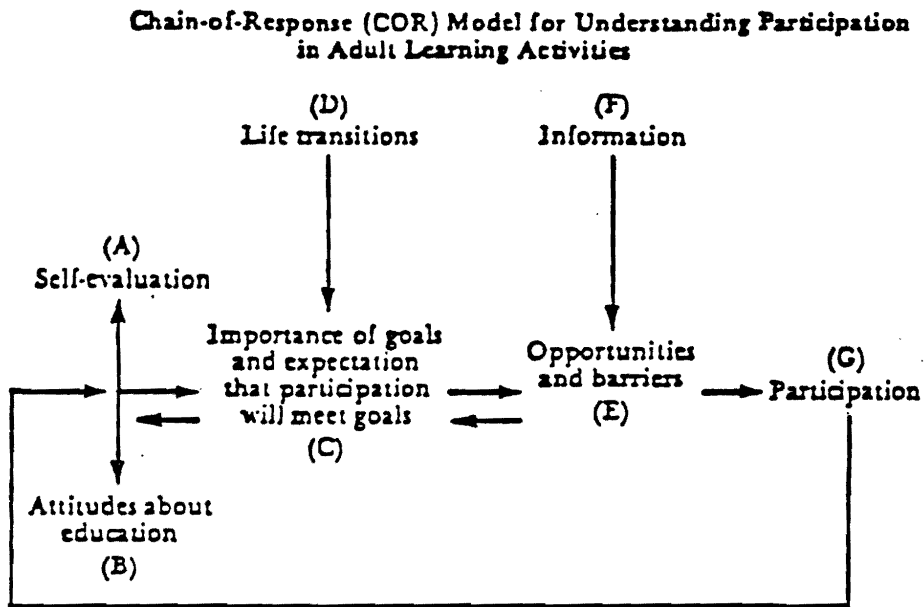 Chain-of-Response (COR) Model for Understanding Participation
in Adult Learning Activities
(D)
Life transitions
(F)
Information
(A)
Self-evaluation
Importance of goals
and expectation
that participation
will meet goals
(C)
Opportunities
and barriers
(E)
(G)
Participation
Attitudes about
education
(B)